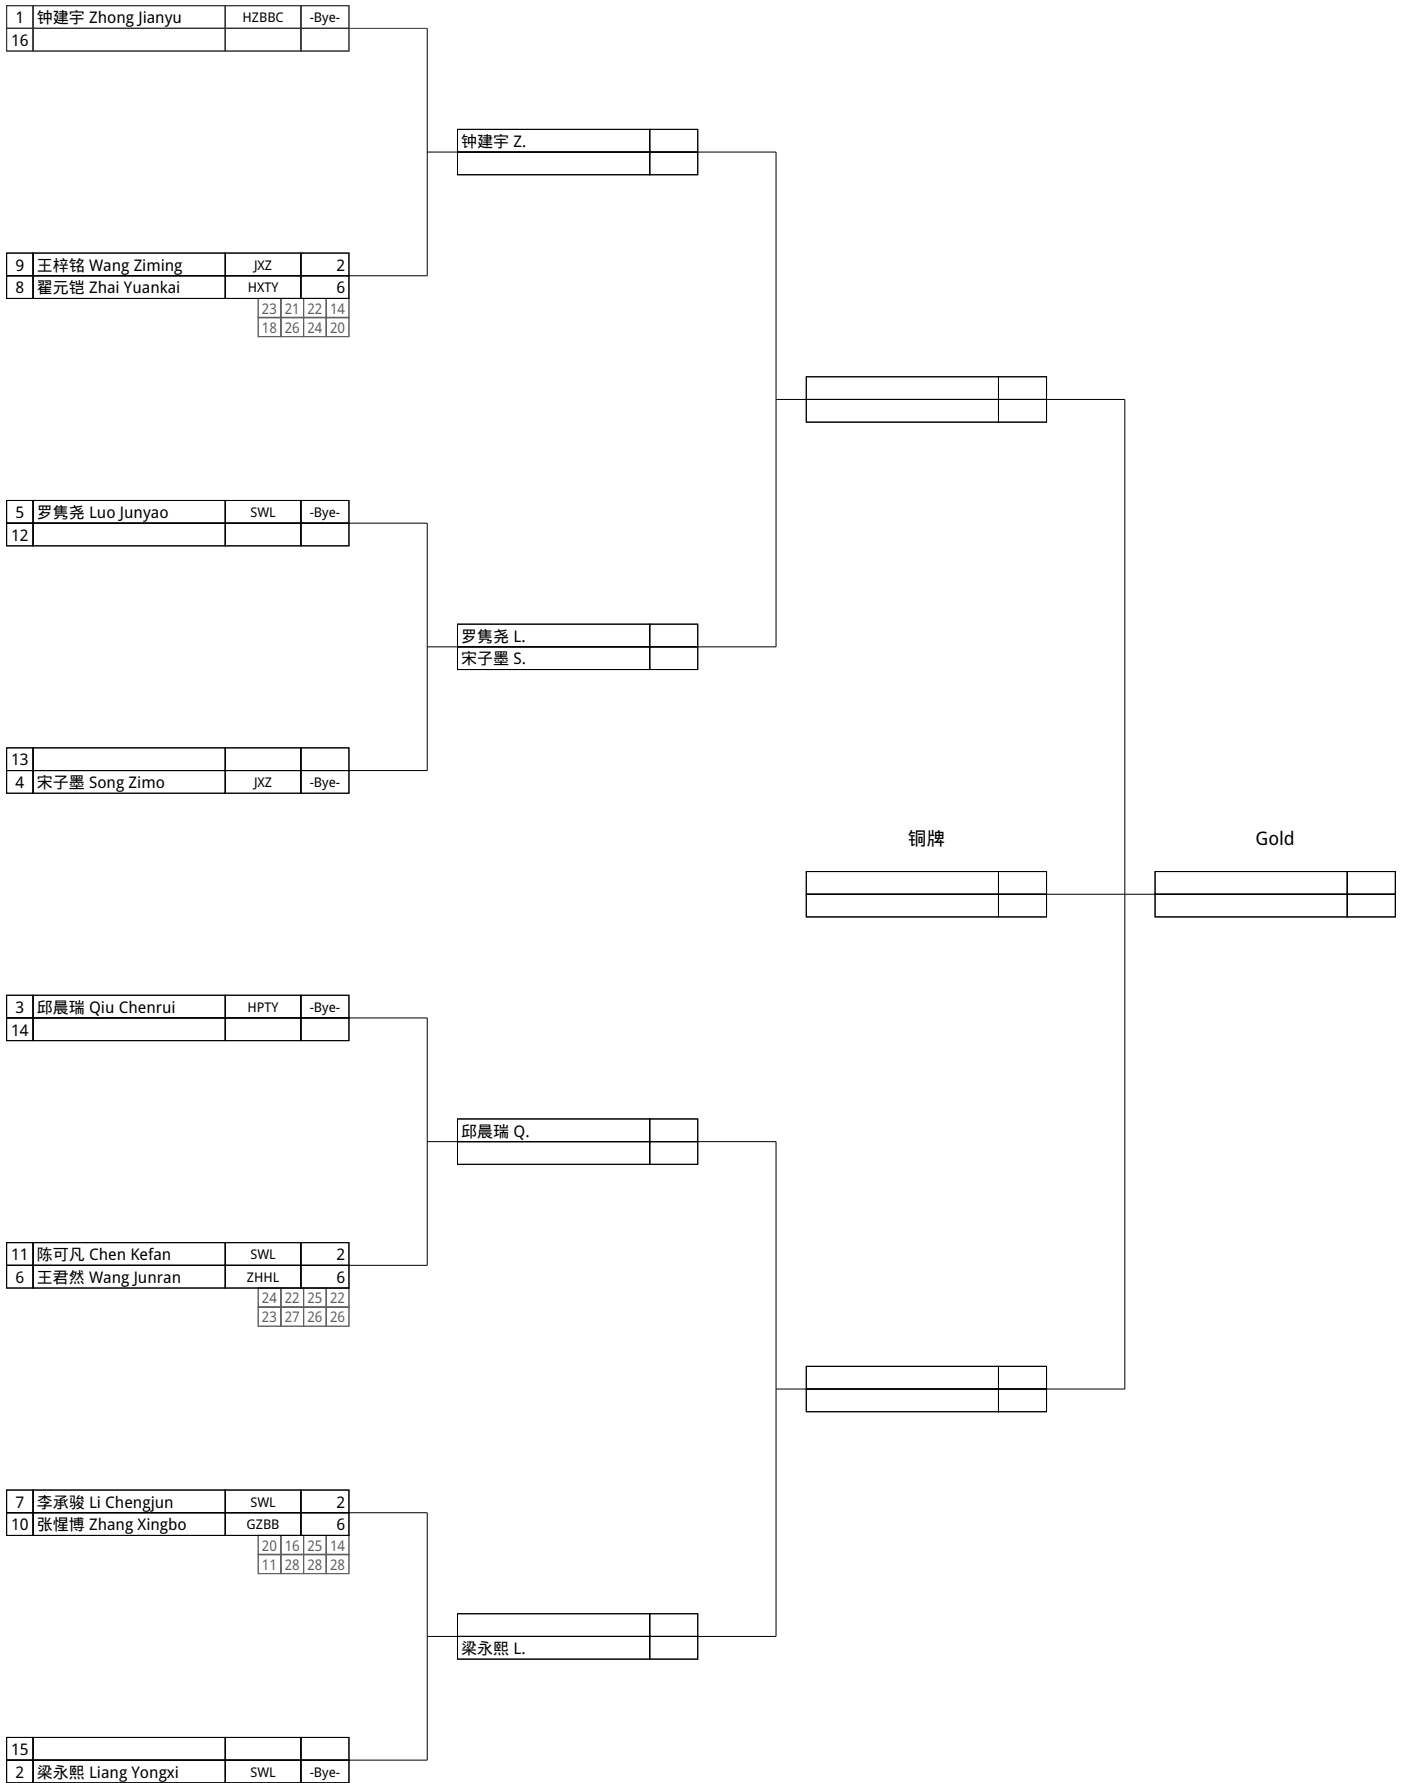 1 钟建宇 Zhong Jianyu HZBBC -Bye-
16
钟建宇 Z.
9 王梓铭 Wang Ziming JXZ 2
8 翟元铠 Zhai Yuankai HXTY 6
23 21 22 14
18 26 24 20
5 罗隽尧 Luo Junyao SWL -Bye-
12
罗隽尧 L.
宋子墨 S.
13
4 宋子墨 Song Zimo JXZ -Bye-
铜牌 Gold
3 邱晨瑞 Qiu Chenrui HPTY -Bye-
14
邱晨瑞 Q.
11 陈可凡 Chen Kefan SWL 2
6 王君然 Wang Junran ZHHL 6
24 22 25 22
23 27 26 26
7 李承骏 Li Chengjun SWL 2
10 张惺博 Zhang Xingbo GZBB 6
20 16 25 14
11 28 28 28
梁永熙 L.
15
2 梁永熙 Liang Yongxi SWL -Bye-